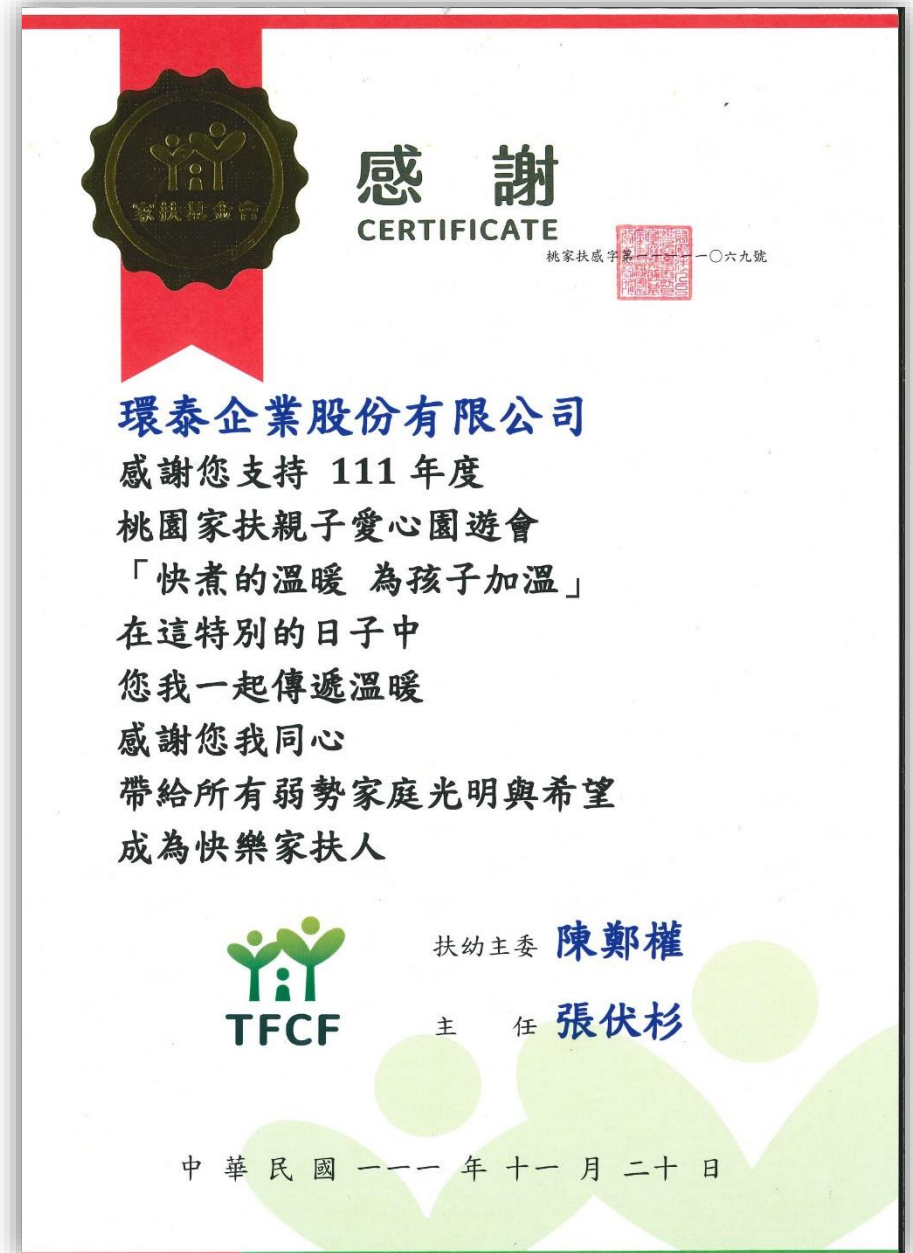 家扶基金會
感謝
CERTIFICATE
桃家扶感字第一一一一一〇六九號
環泰企業股份有限公司
感謝您支持 111 年度
桃園家扶親子愛心園遊會
「快煮的溫暖 為孩子加溫」
在這特別的日子中
您我一起傳遞溫暖
感謝您我同心
帶給所有弱勢家庭光明與希望
成為快樂家扶人
TFCF
扶幼主委 陳鄭權
主任 張伏杉
中華民國一一一年十一月二十日